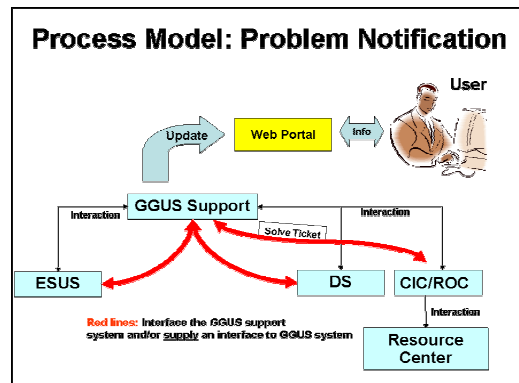 Process Model: Problem Notification
User
Update
Web Portal
Info
GGUS Support
Interaction
Interaction
Solve Ticket
ESUS
DS
CIC/ROC
Interaction
Red lines: Interface the GGUS support
system and/or supply an interface to GGUS system
Resource
Center